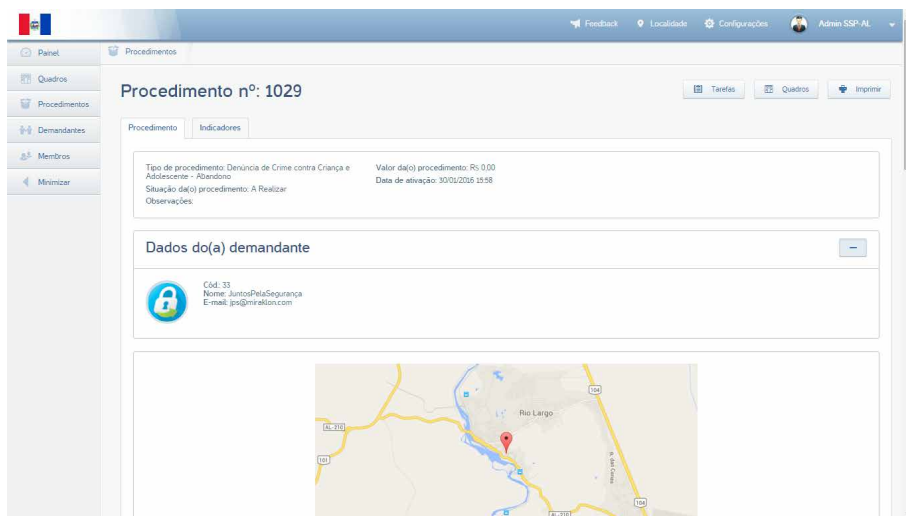 Feedback
Localidade
Configurações
Admin SSP-AL
Painel
Quadros
Procedimentos
Demandantes
Membros
Minimizar
Procedimentos
Procedimento nº: 1029
Tarefas
Quadros
Imprimir
Procedimento
Indicadores
Tipo de procedimento: Denúncia de Crime contra Criança e
Adolescente - Abandono
Situação da(o) procedimento: A Realizar
Observações:
Valor da(o) procedimento: R$ 0,00
Data de ativação: 30/01/2016 15:58
Dados do(a) demandante
Cód.: 33
Nome: JuntosPelaSegurança
E-mail: jps@miraklon.com
104
Rio Largo
AL-210
101
104
AL-210